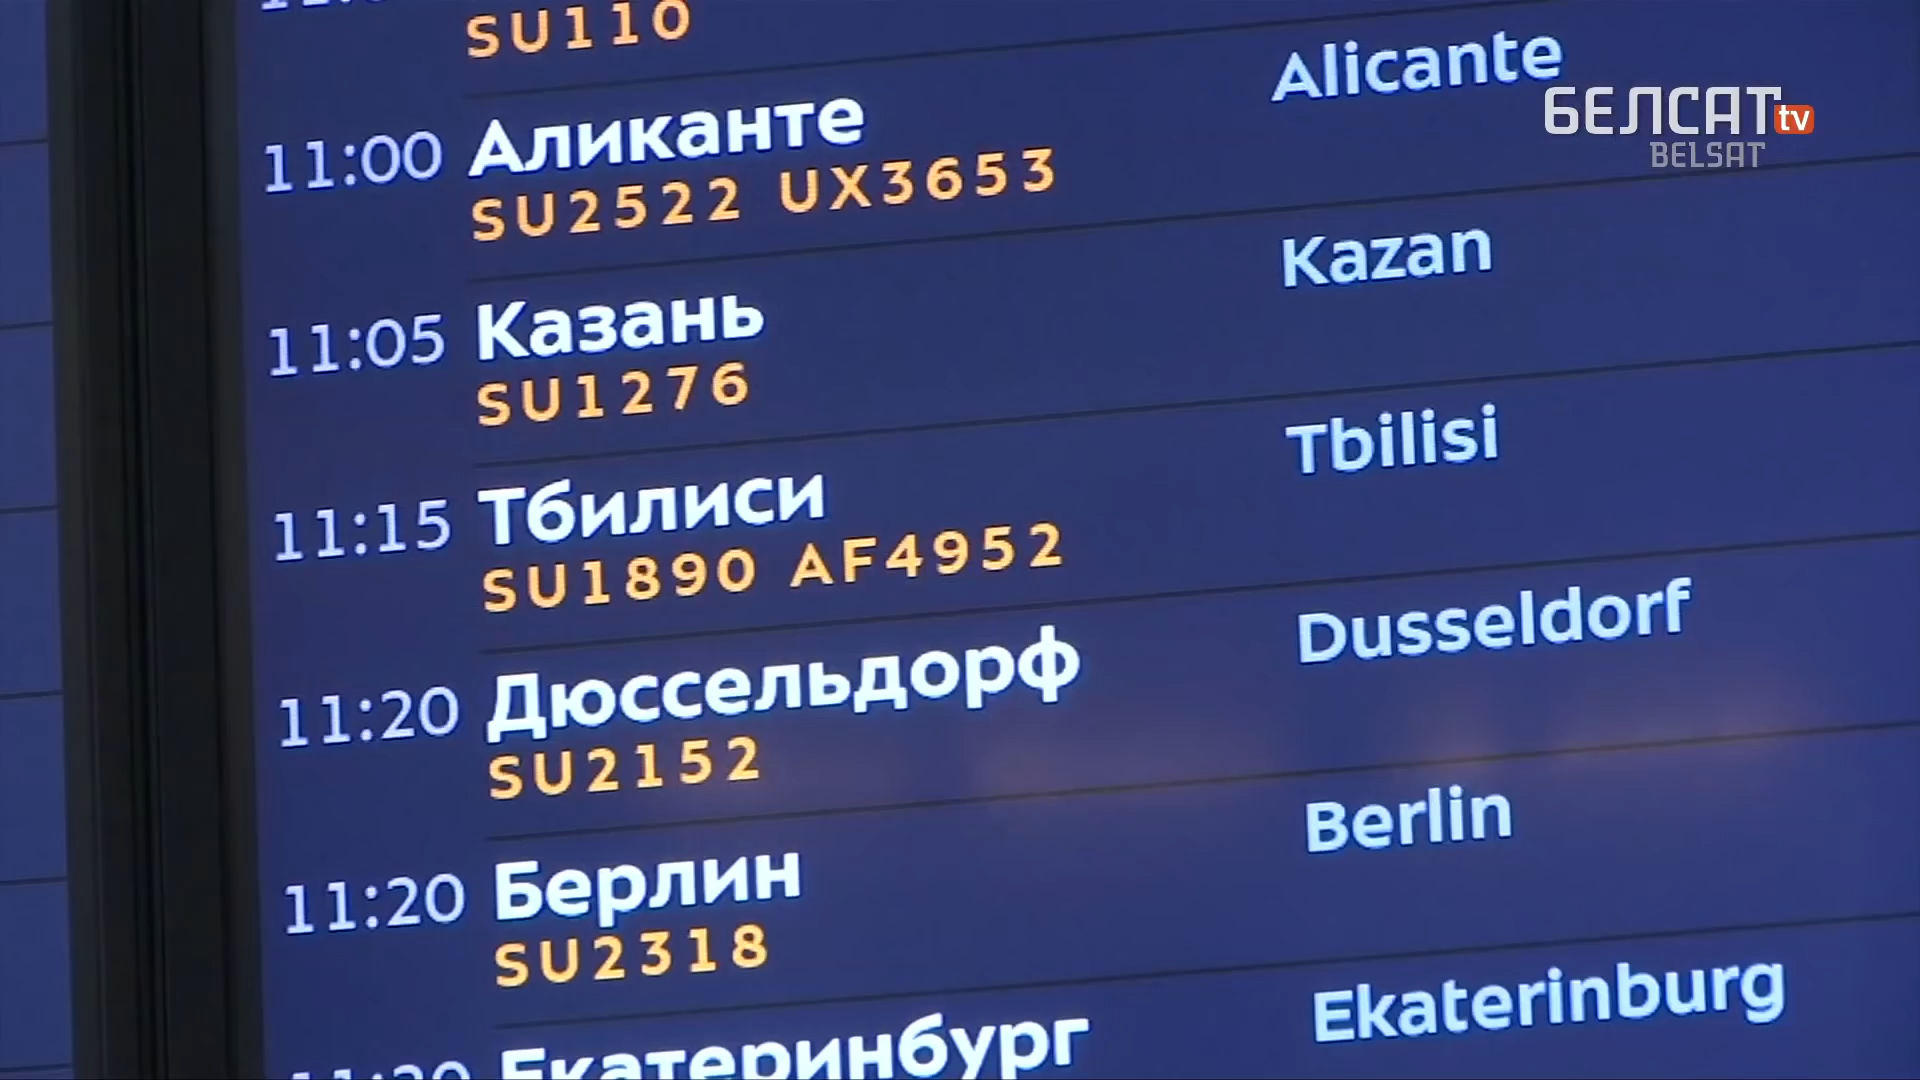 SU110
11:00 Аликанте Alicante
SU2522 UX3653
БЕЛСАТ tv
BELSAT
11:05 Казань Kazan
SU1276
11:15 Тбилиси Tbilisi
SU1890 AF4952
11:20 Дюссельдорф Dusseldorf
SU2152
11:20 Берлин Berlin
SU2318
Екатеринбург Ekaterinburg